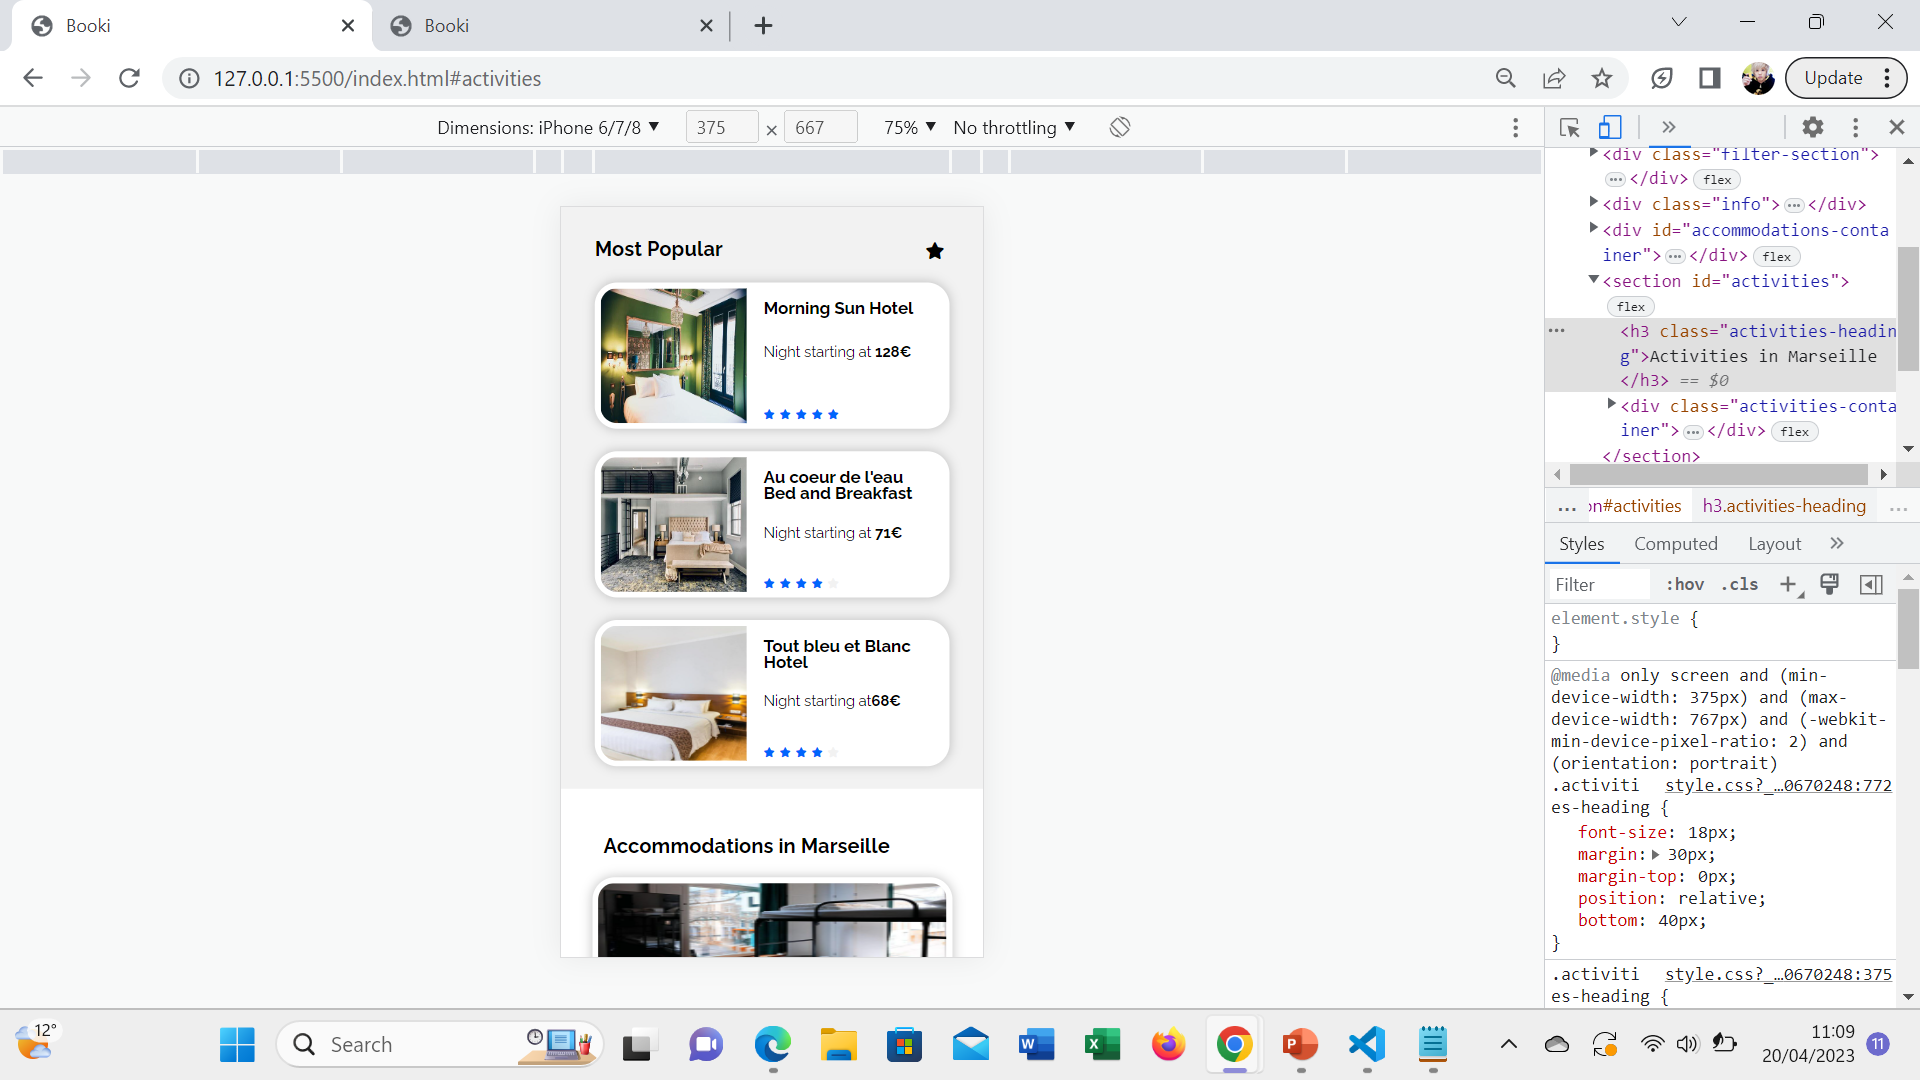 Booki
Booki
127.0.0.1:5500/index.html#activities
Update
Dimensions: iPhone 6/7/8 ▼ 375 × 667 75% ▼ No throttling ▼
Most Popular
Morning Sun Hotel
Night starting at 128€
Au coeur de l'eau
Bed and Breakfast
Night starting at 71€
Tout bleu et Blanc
Hotel
Night starting at68€
Accommodations in Marseille
<div class="filter-section">
</div> flex
<div class="info"> </div>
<div id="accommodations-conta
iner"> </div> flex
<section id="activities">
flex
<h3 class="activities-headin
g">Activities in Marseille
</h3> == $0
<div class="activities-conta
iner"> </div> flex
</section>
... on#activities h3.activities-heading ...
Styles Computed Layout
Filter :hov .cls
element.style {
}
@media only screen and (min-
device-width: 375px) and (max-
device-width: 767px) and (-webkit-
min-device-pixel-ratio: 2) and
(orientation: portrait)
.activiti style.css?_…0670248:772
es-heading {
font-size: 18px;
margin: 30px;
margin-top: 0px;
position: relative;
bottom: 40px;
}
.activiti style.css?_…0670248:375
es-heading {
12°
Search
11:09
20/04/2023
11